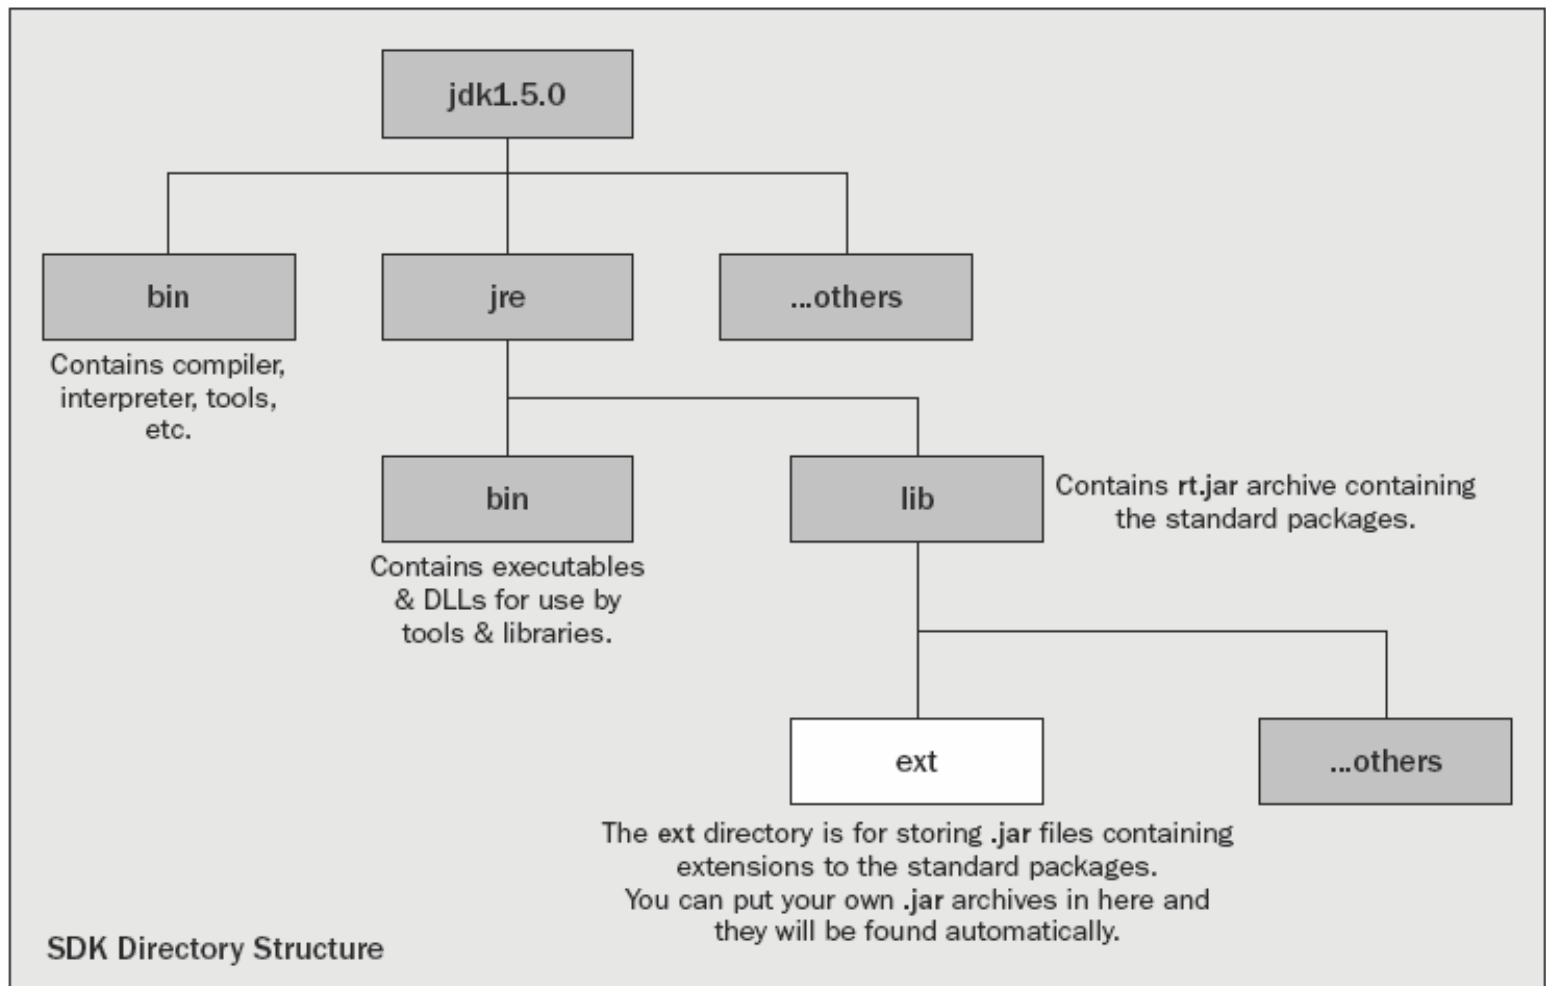 jdk1.5.0
bin
jre
...others
Contains compiler,
interpreter, tools,
etc.
bin
lib
Contains rt.jar archive containing
the standard packages.
Contains executables
& DLLs for use by
tools & libraries.
ext
...others
The ext directory is for storing .jar files containing
extensions to the standard packages.
You can put your own .jar archives in here and
they will be found automatically.
SDK Directory Structure